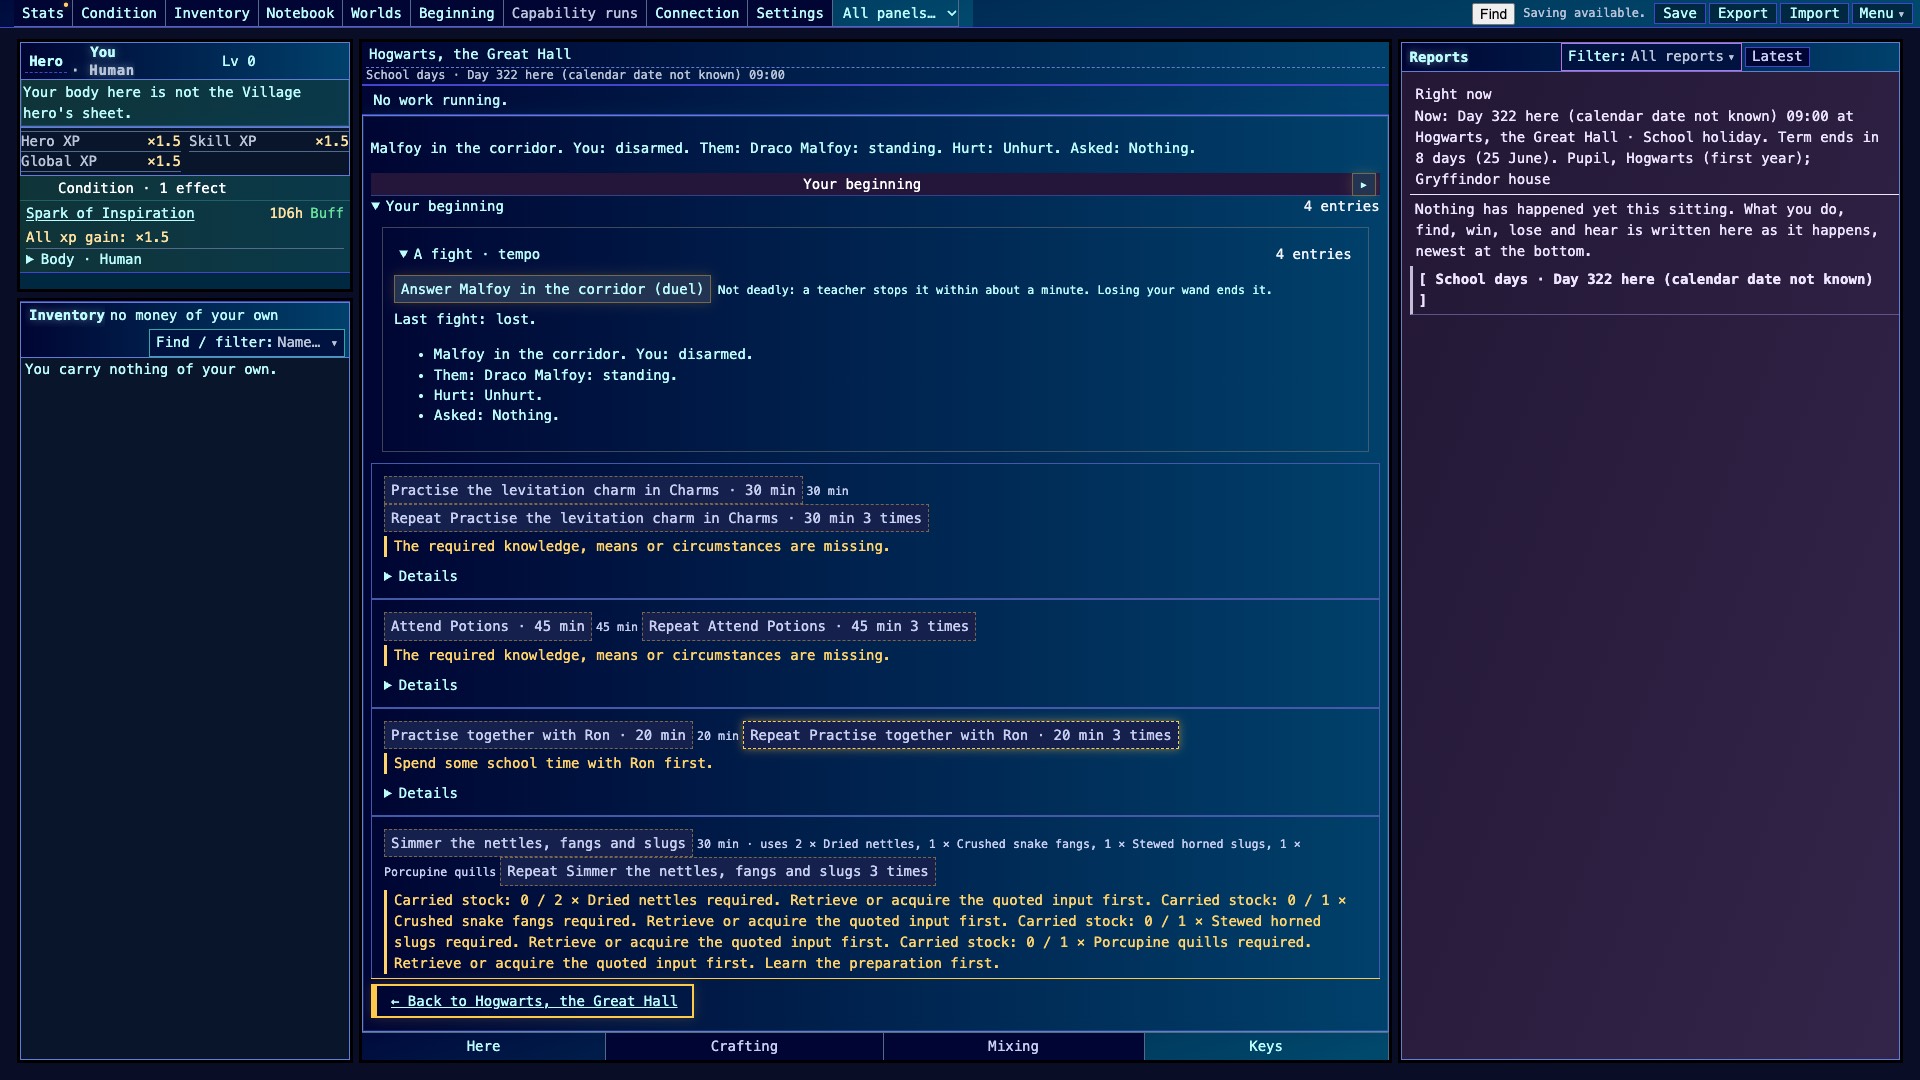 Stats Condition Inventory Notebook Worlds Beginning Capability runs Connection Settings All panels… Find Saving available. Save Export Import Menu ▾
Hero · You Human Lv 0
Your body here is not the Village
hero's sheet.
Hero XP ×1.5 Skill XP ×1.5
Global XP ×1.5
Condition · 1 effect
Spark of Inspiration 1D6h Buff
All xp gain: ×1.5
▶ Body · Human
Inventory no money of your own
Find / filter: Name… ▾
You carry nothing of your own.
Hogwarts, the Great Hall
School days · Day 322 here (calendar date not known) 09:00
No work running.
Malfoy in the corridor. You: disarmed. Them: Draco Malfoy: standing. Hurt: Unhurt. Asked: Nothing.
Your beginning ▸
▼ Your beginning 4 entries
▼ A fight · tempo 4 entries
Answer Malfoy in the corridor (duel) Not deadly: a teacher stops it within about a minute. Losing your wand ends it.
Last fight: lost.
• Malfoy in the corridor. You: disarmed.
• Them: Draco Malfoy: standing.
• Hurt: Unhurt.
• Asked: Nothing.
Practise the levitation charm in Charms · 30 min 30 min
Repeat Practise the levitation charm in Charms · 30 min 3 times
The required knowledge, means or circumstances are missing.
▶ Details
Attend Potions · 45 min 45 min Repeat Attend Potions · 45 min 3 times
The required knowledge, means or circumstances are missing.
▶ Details
Practise together with Ron · 20 min 20 min Repeat Practise together with Ron · 20 min 3 times
Spend some school time with Ron first.
▶ Details
Simmer the nettles, fangs and slugs 30 min · uses 2 × Dried nettles, 1 × Crushed snake fangs, 1 × Stewed horned slugs, 1 ×
Porcupine quills Repeat Simmer the nettles, fangs and slugs 3 times
Carried stock: 0 / 2 × Dried nettles required. Retrieve or acquire the quoted input first. Carried stock: 0 / 1 ×
Crushed snake fangs required. Retrieve or acquire the quoted input first. Carried stock: 0 / 1 × Stewed horned
slugs required. Retrieve or acquire the quoted input first. Carried stock: 0 / 1 × Porcupine quills required.
Retrieve or acquire the quoted input first. Learn the preparation first.
← Back to Hogwarts, the Great Hall
Here Crafting Mixing Keys
Reports Filter: All reports ▾ Latest
Right now
Now: Day 322 here (calendar date not known) 09:00 at
Hogwarts, the Great Hall · School holiday. Term ends in
8 days (25 June). Pupil, Hogwarts (first year);
Gryffindor house
Nothing has happened yet this sitting. What you do,
find, win, lose and hear is written here as it happens,
newest at the bottom.
[ School days · Day 322 here (calendar date not known)
]